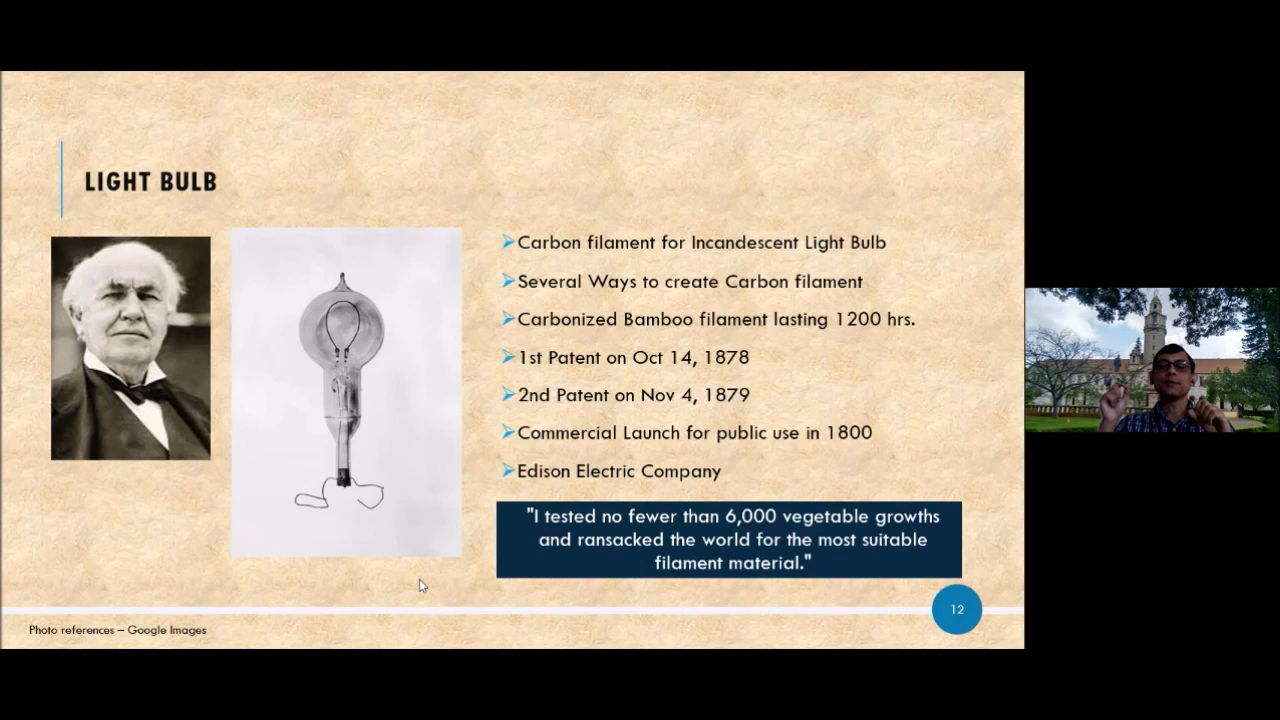 LIGHT BULB
➢Carbon filament for Incandescent Light Bulb
➢Several Ways to create Carbon filament
➢Carbonized Bamboo filament lasting 1200 hrs.
➢1st Patent on Oct 14, 1878
➢2nd Patent on Nov 4, 1879
➢Commercial Launch for public use in 1800
➢Edison Electric Company
"I tested no fewer than 6,000 vegetable growths
and ransacked the world for the most suitable
filament material."
12
Photo references – Google Images